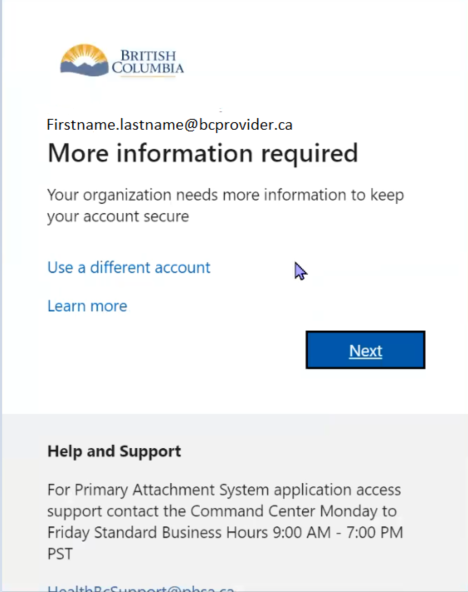 BRITISH
COLUMBIA
Firstname.lastname@bcprovider.ca
More information required
Your organization needs more information to keep
your account secure
Use a different account
Learn more
Next
Help and Support
For Primary Attachment System application access
support contact the Command Center Monday to
Friday Standard Business Hours 9:00 AM - 7:00 PM
PST
HealthBcSupport@phsa.ca